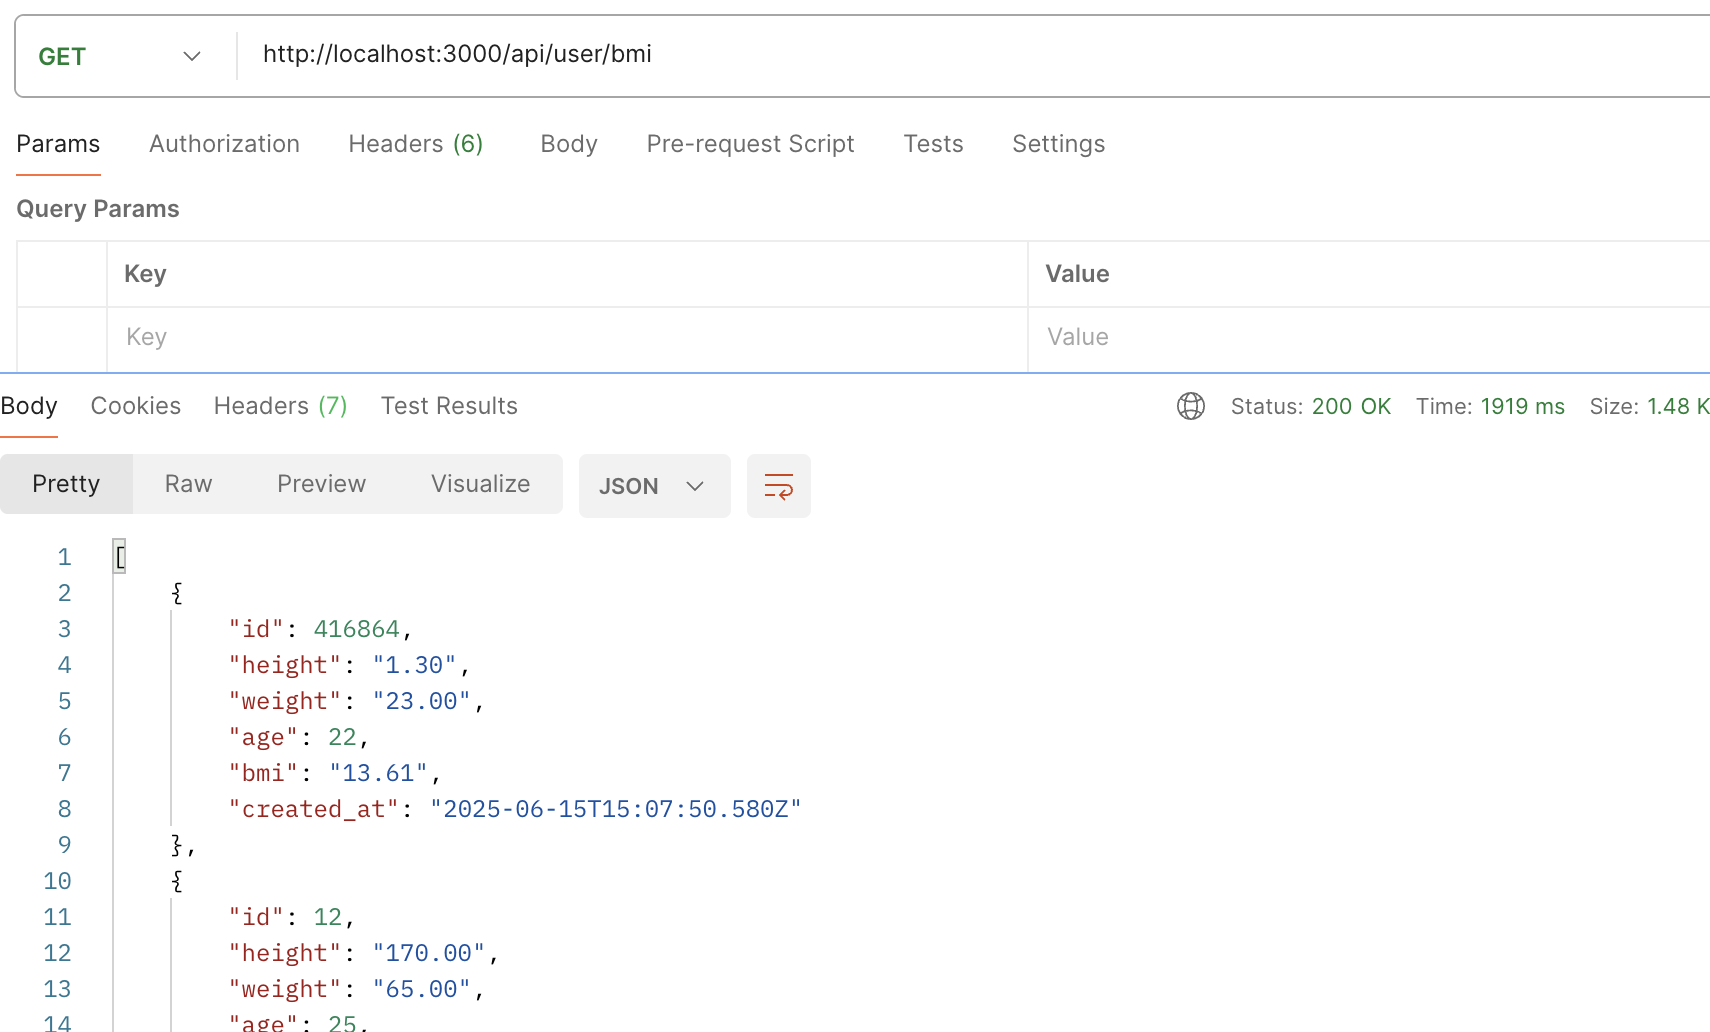 GET http://localhost:3000/api/user/bmi
Params Authorization Headers (6) Body Pre-request Script Tests Settings
Query Params
Key Value
Key Value
Body Cookies Headers (7) Test Results Status: 200 OK Time: 1919 ms Size: 1.48 K
Pretty Raw Preview Visualize JSON
1 [
2 {
3 "id": 416864,
4 "height": "1.30",
5 "weight": "23.00",
6 "age": 22,
7 "bmi": "13.61",
8 "created_at": "2025-06-15T15:07:50.580Z"
9 },
10 {
11 "id": 12,
12 "height": "170.00",
13 "weight": "65.00",
14 "age": 25,